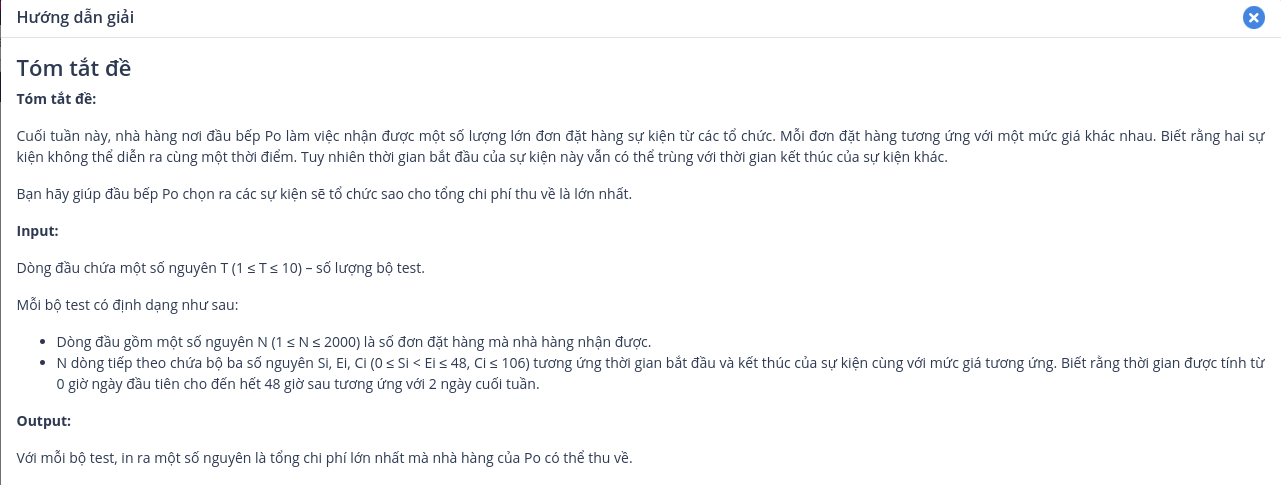 Hướng dẫn giải
Tóm tắt đề
Tóm tắt đề:
Cuối tuần này, nhà hàng nơi đầu bếp Po làm việc nhận được một số lượng lớn đơn đặt hàng sự kiện từ các tổ chức. Mỗi đơn đặt hàng tương ứng với một mức giá khác nhau. Biết rằng hai sự
kiện không thể diễn ra cùng một thời điểm. Tuy nhiên thời gian bắt đầu của sự kiện này vẫn có thể trùng với thời gian kết thúc của sự kiện khác.
Bạn hãy giúp đầu bếp Po chọn ra các sự kiện sẽ tổ chức sao cho tổng chi phí thu về là lớn nhất.
Input:
Dòng đầu chứa một số nguyên T (1 ≤ T ≤ 10) – số lượng bộ test.
Mỗi bộ test có định dạng như sau:
• Dòng đầu gồm một số nguyên N (1 ≤ N ≤ 2000) là số đơn đặt hàng mà nhà hàng nhận được.
• N dòng tiếp theo chứa bộ ba số nguyên Si, Ei, Ci (0 ≤ Si < Ei ≤ 48, Ci ≤ 106) tương ứng thời gian bắt đầu và kết thúc của sự kiện cùng với mức giá tương ứng. Biết rằng thời gian được tính từ
0 giờ ngày đầu tiên cho đến hết 48 giờ sau tương ứng với 2 ngày cuối tuần.
Output:
Với mỗi bộ test, in ra một số nguyên là tổng chi phí lớn nhất mà nhà hàng của Po có thể thu về.